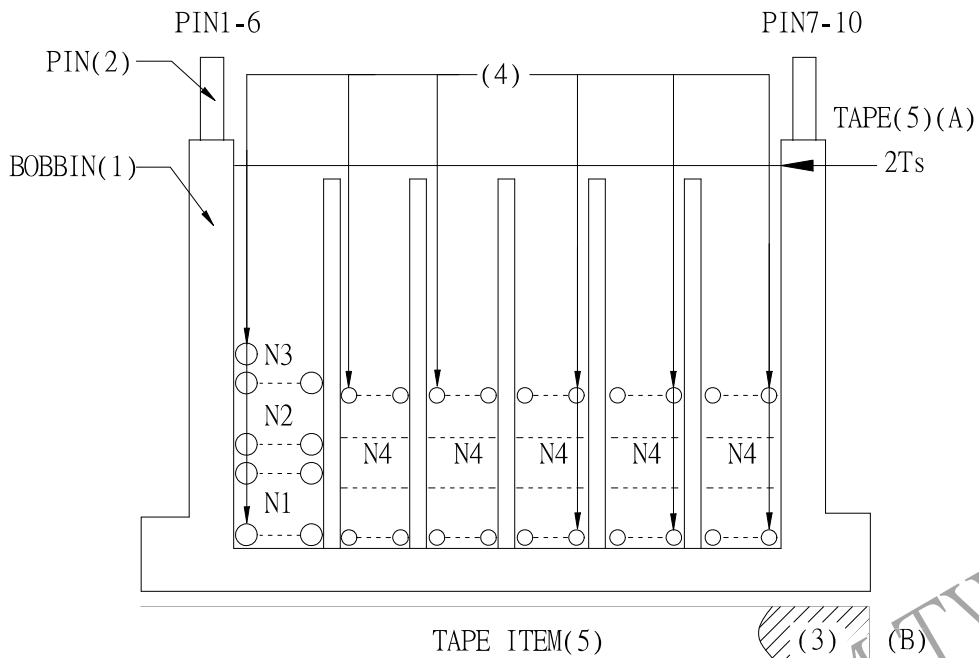 PIN1-6 PIN7-10
PIN(2)
(4)
TAPE(5)(A)
BOBBIN(1)
2Ts
N3
N2
N4 N4 N4 N4 N4
N1
TAPE ITEM(5) (3) (B)